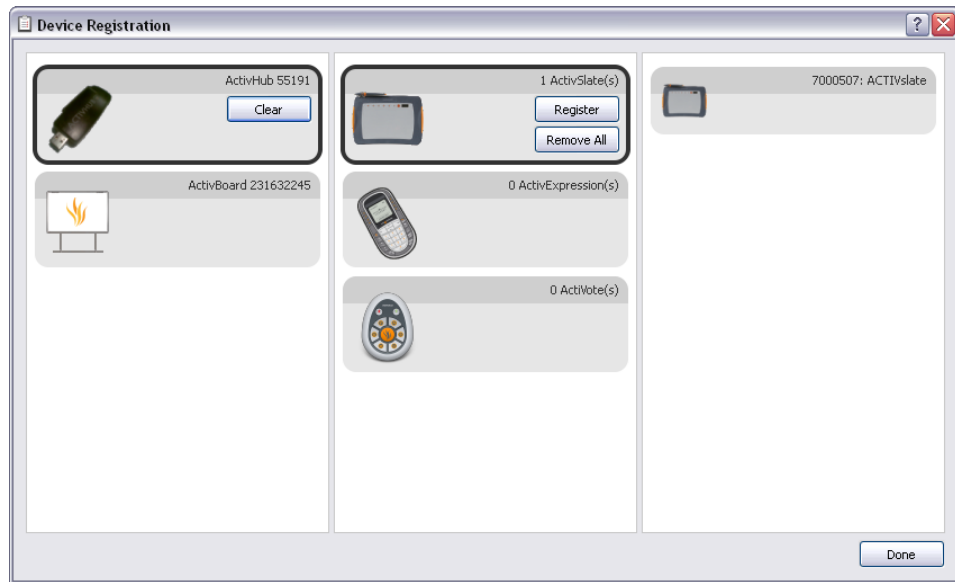 Device Registration
ActivHub 55191
Clear
ActivBoard 231632245
1 ActivSlate(s)
Register
Remove All
0 ActivExpression(s)
0 ActiVote(s)
7000507: ACTIVslate
Done